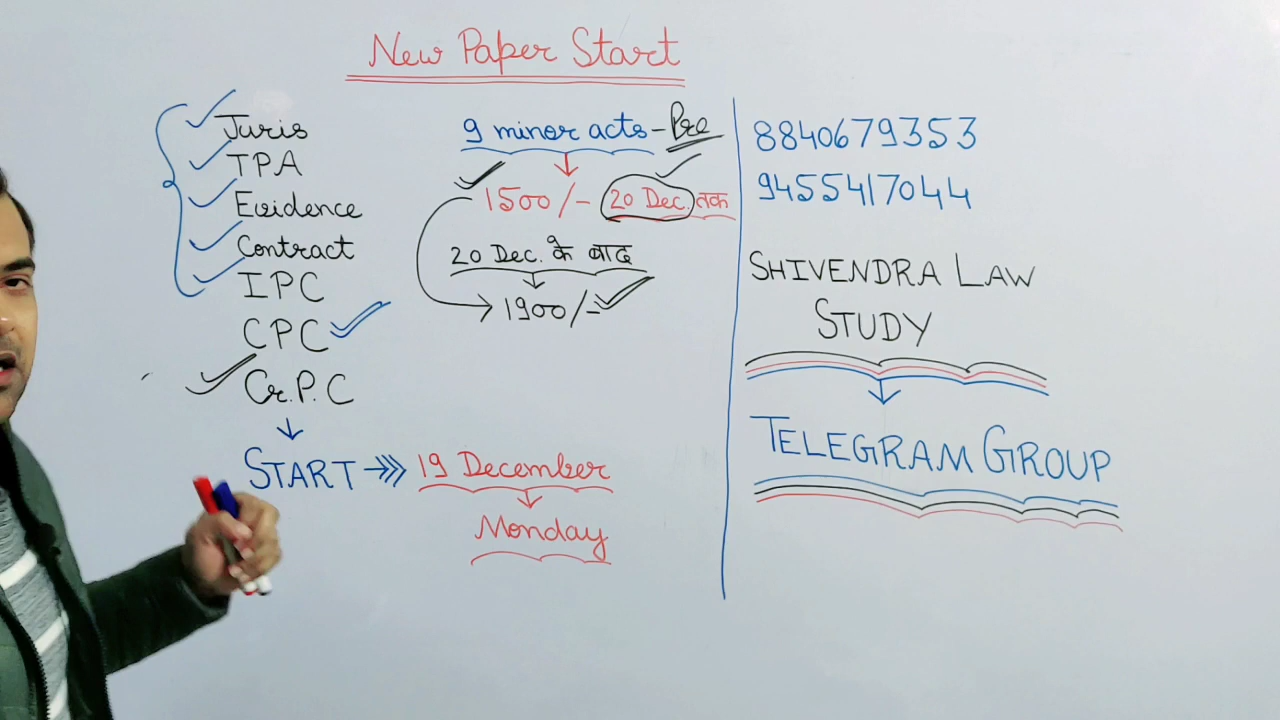 New Paper Start
Juris
TPA
Evidence
Contract
IPC
CPC
Cr.P.C
START
19 December
Monday
9 minor acts - Pre
1500/- 20 Dec. तक
20 Dec. के बाद
1900/-
8840679353
9455417044
SHIVENDRA LAW
STUDY
TELEGRAM GROUP